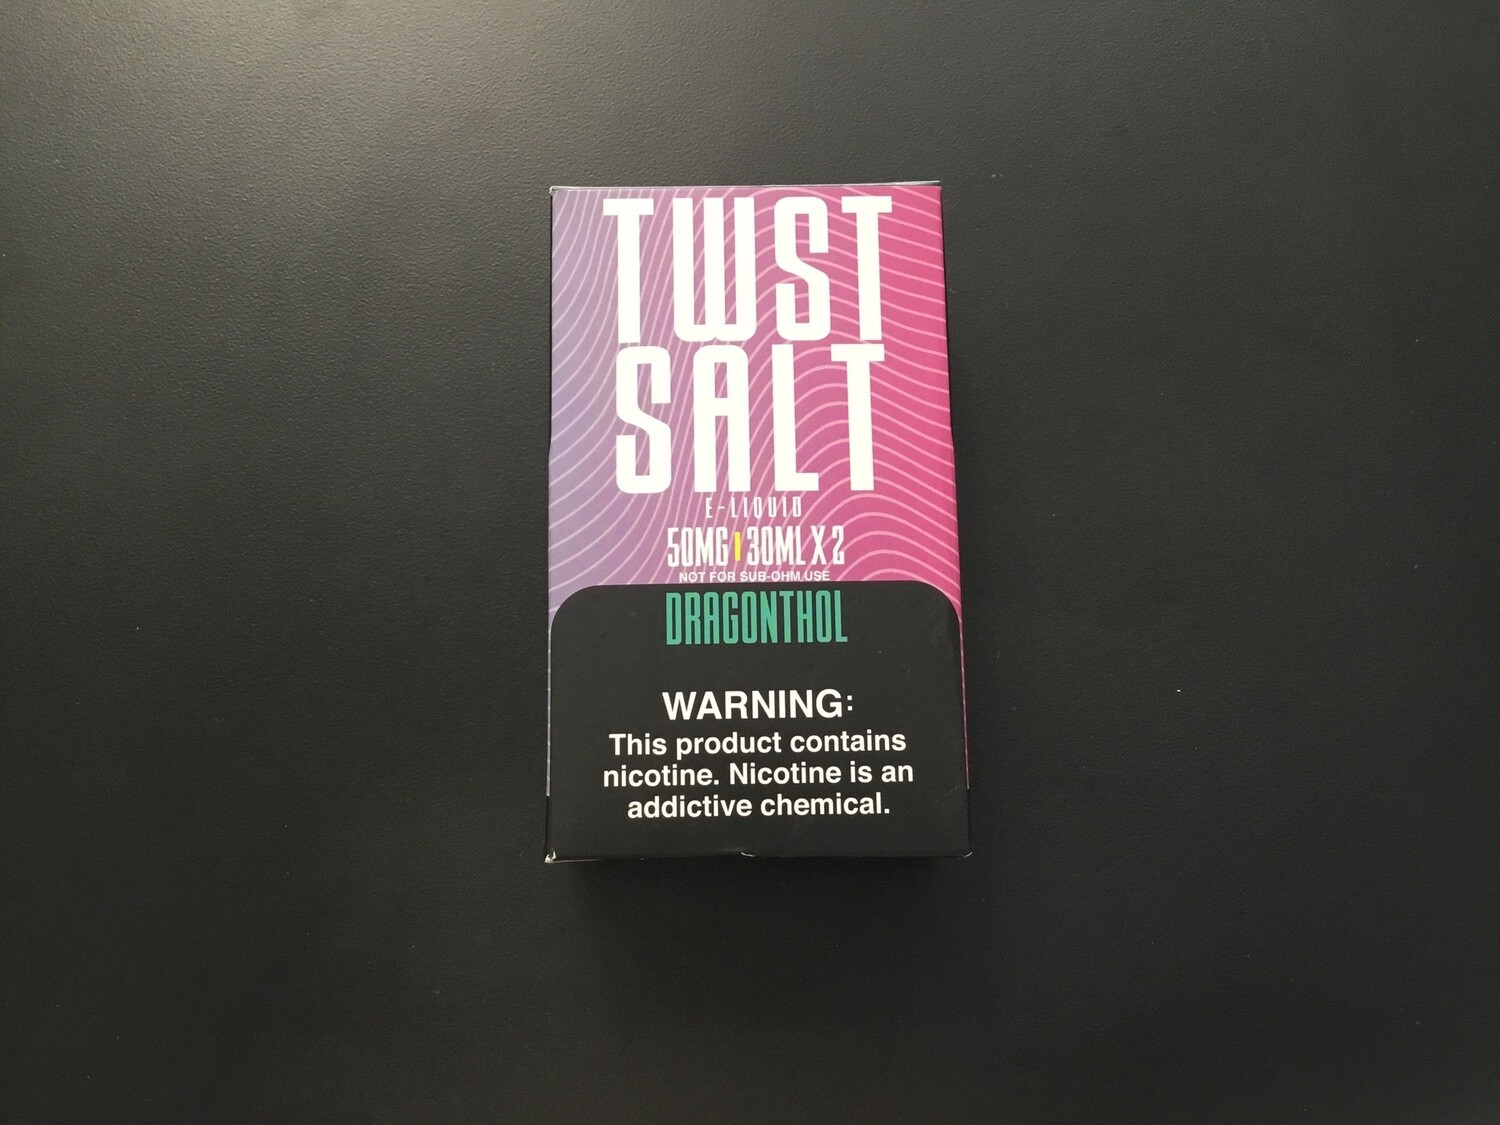 TWST
SALT
E-LIQUID
50MG 30ML X 2
NOT FOR SUB-OHM USE
DRAGONTHOL
WARNING:
This product contains
nicotine. Nicotine is an
addictive chemical.